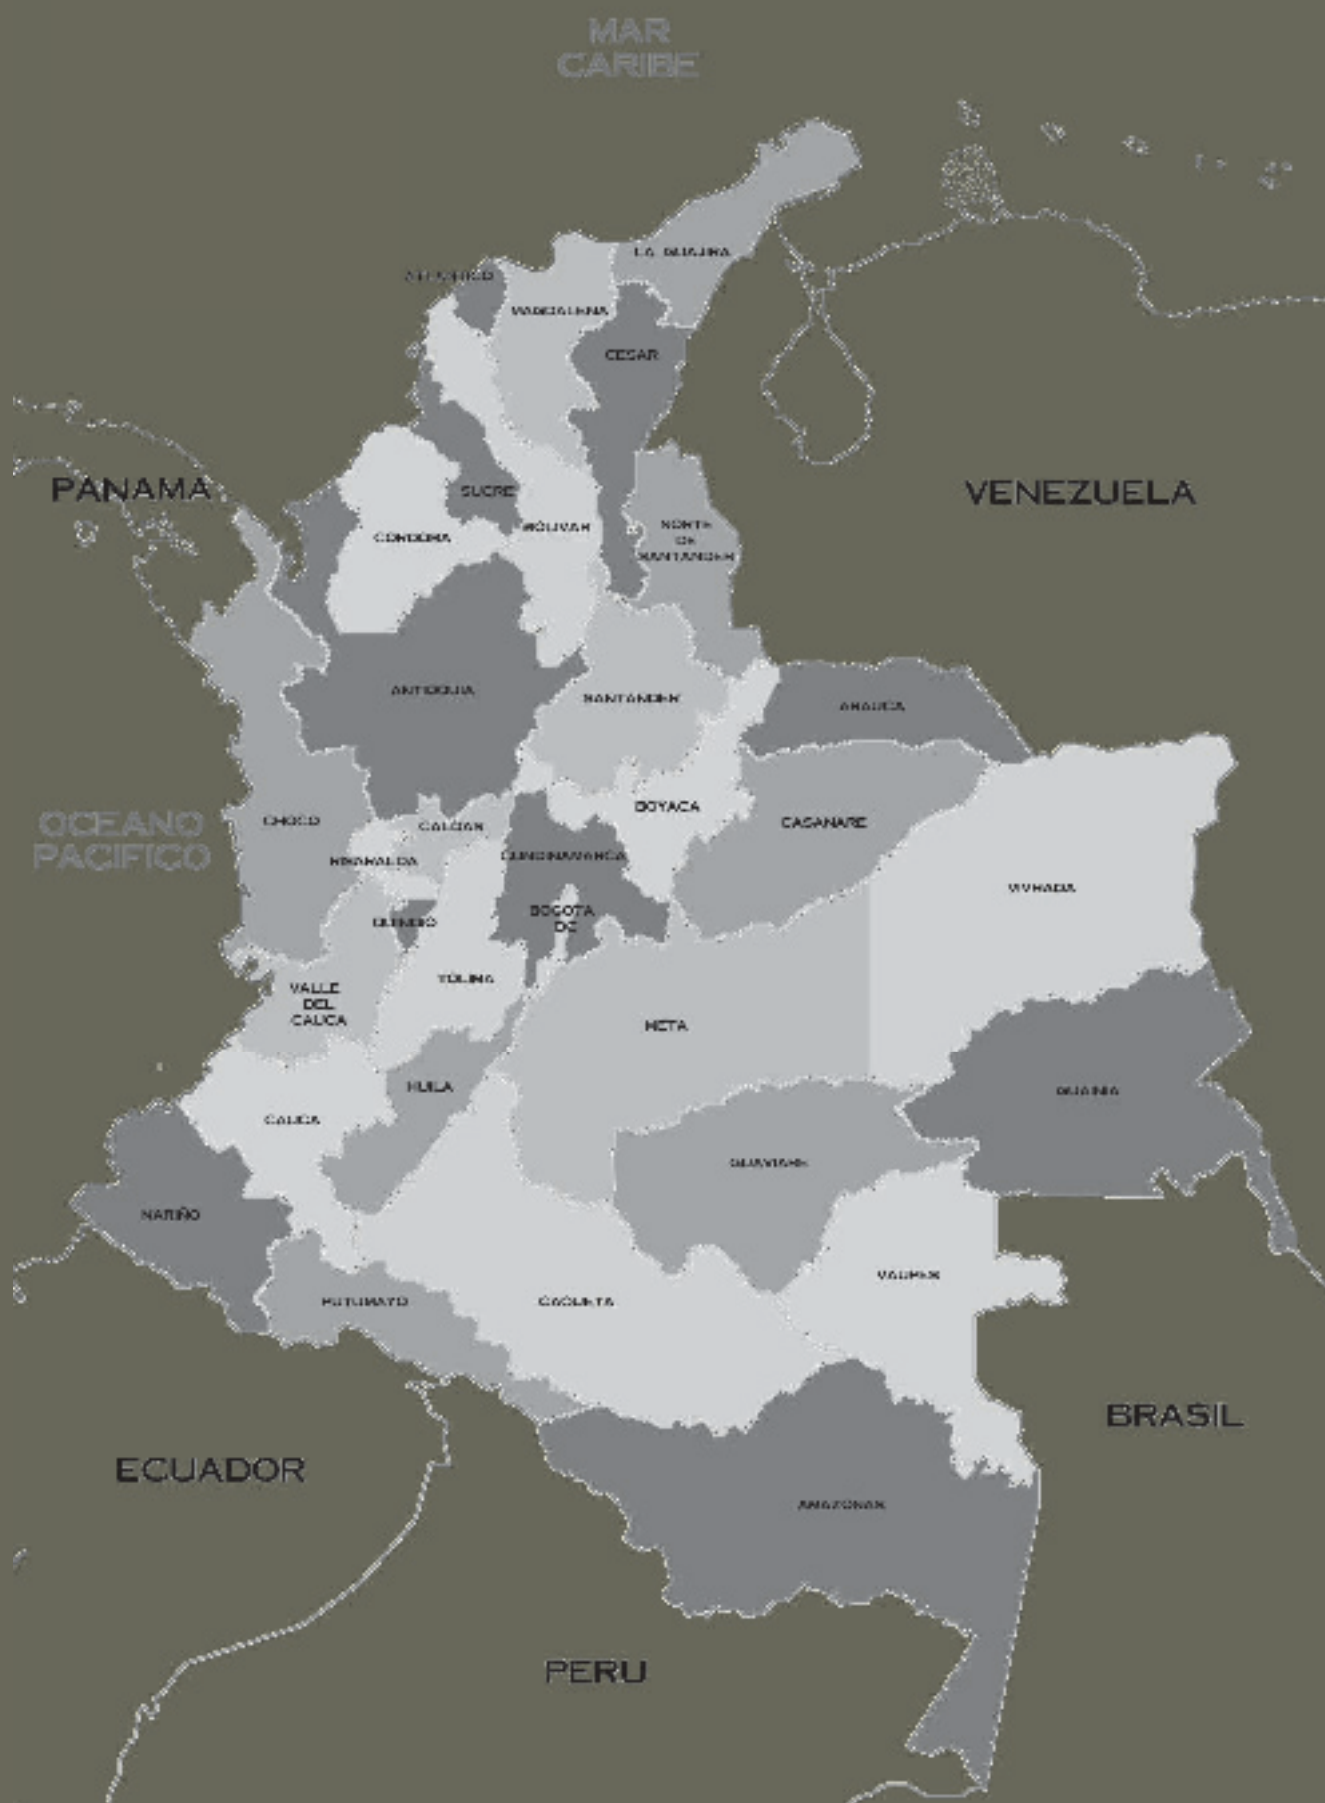 MAR
CARIBE
LA GUAJIRA
ATLANTICO
MAGDALENA
CESAR
PANAMA
VENEZUELA
SUCRE
BOLIVAR
NORTE
DE
SANTANDER
CORDOBA
ANTIOQUIA
SANTANDER
ARAUCA
BOYACA
OCEANO
PACIFICO
CHOCO
CALDAS
CASANARE
RISARALDA
CUNDINAMARCA
VIVHADA
BOGOTA
DC
QUINDIO
TOLIMA
VALLE
DEL
CAUCA
META
HUILA
GUAINIA
CAUCA
GUAVIARE
NARIÑO
VAUPES
PUTUMAYO
CAQUETA
BRASIL
ECUADOR
AMAZONAS
PERU